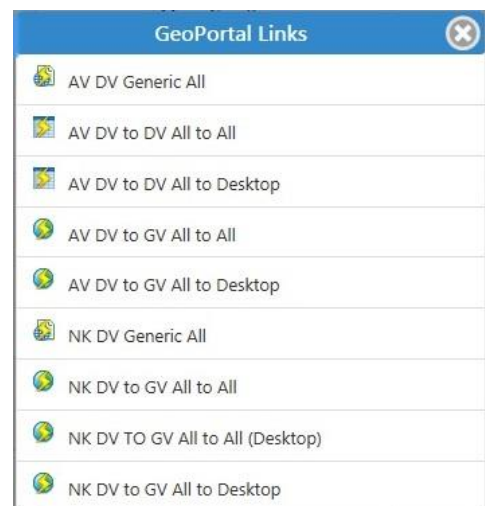 GeoPortal Links
AV DV Generic All
AV DV to DV All to All
AV DV to DV All to Desktop
AV DV to GV All to All
AV DV to GV All to Desktop
NK DV Generic All
NK DV to GV All to All
NK DV TO GV All to All (Desktop)
NK DV to GV All to Desktop